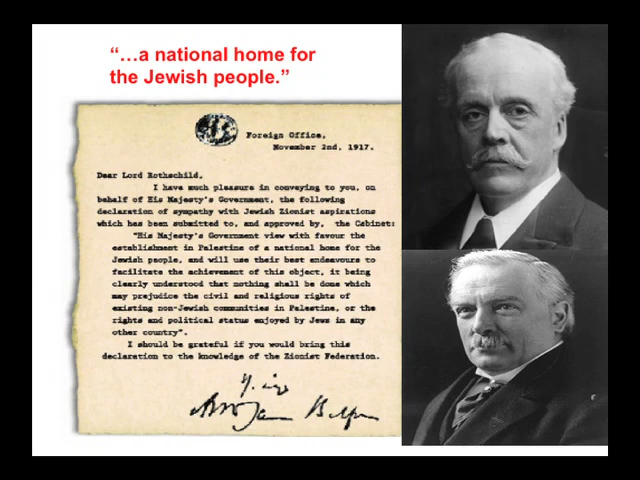 “…a national home for
the Jewish people.”
Foreign Office,
November 2nd, 1917.
Dear Lord Rothschild,
I have much pleasure in conveying to you, on
behalf of His Majesty's Government, the following
declaration of sympathy with Jewish Zionist aspirations
which has been submitted to, and approved by, the Cabinet:
"His Majesty's Government view with favour the
establishment in Palestine of a national home for the
Jewish people, and will use their best endeavours to
facilitate the achievement of this object, it being
clearly understood that nothing shall be done which
may prejudice the civil and religious rights of
existing non-Jewish communities in Palestine, or the
rights and political status enjoyed by Jews in any
other country".
I should be grateful if you would bring this
declaration to the knowledge of the Zionist Federation.